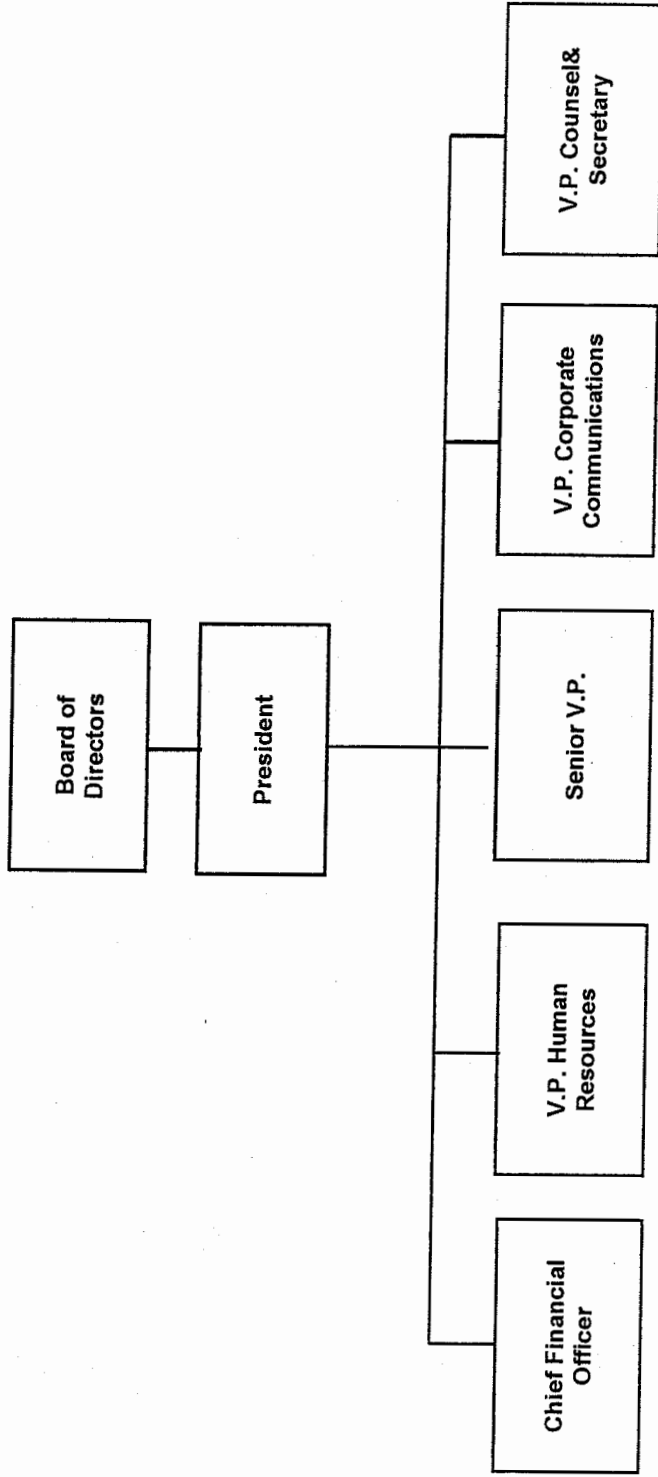 Board of
Directors
President
Chief Financial
Officer
V.P. Human
Resources
Senior V.P.
V.P. Corporate
Communications
V.P. Counsel&
Secretary